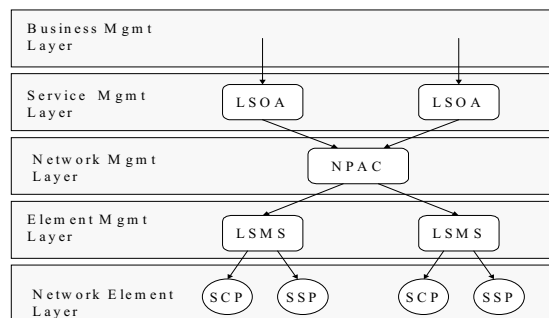 Business Mgmt
Layer
Service Mgmt
Layer
LSOA
LSOA
Network Mgmt
Layer
NPAC
Element Mgmt
Layer
LSMS
LSMS
Network Element
Layer
SCP
SSP
SCP
SSP